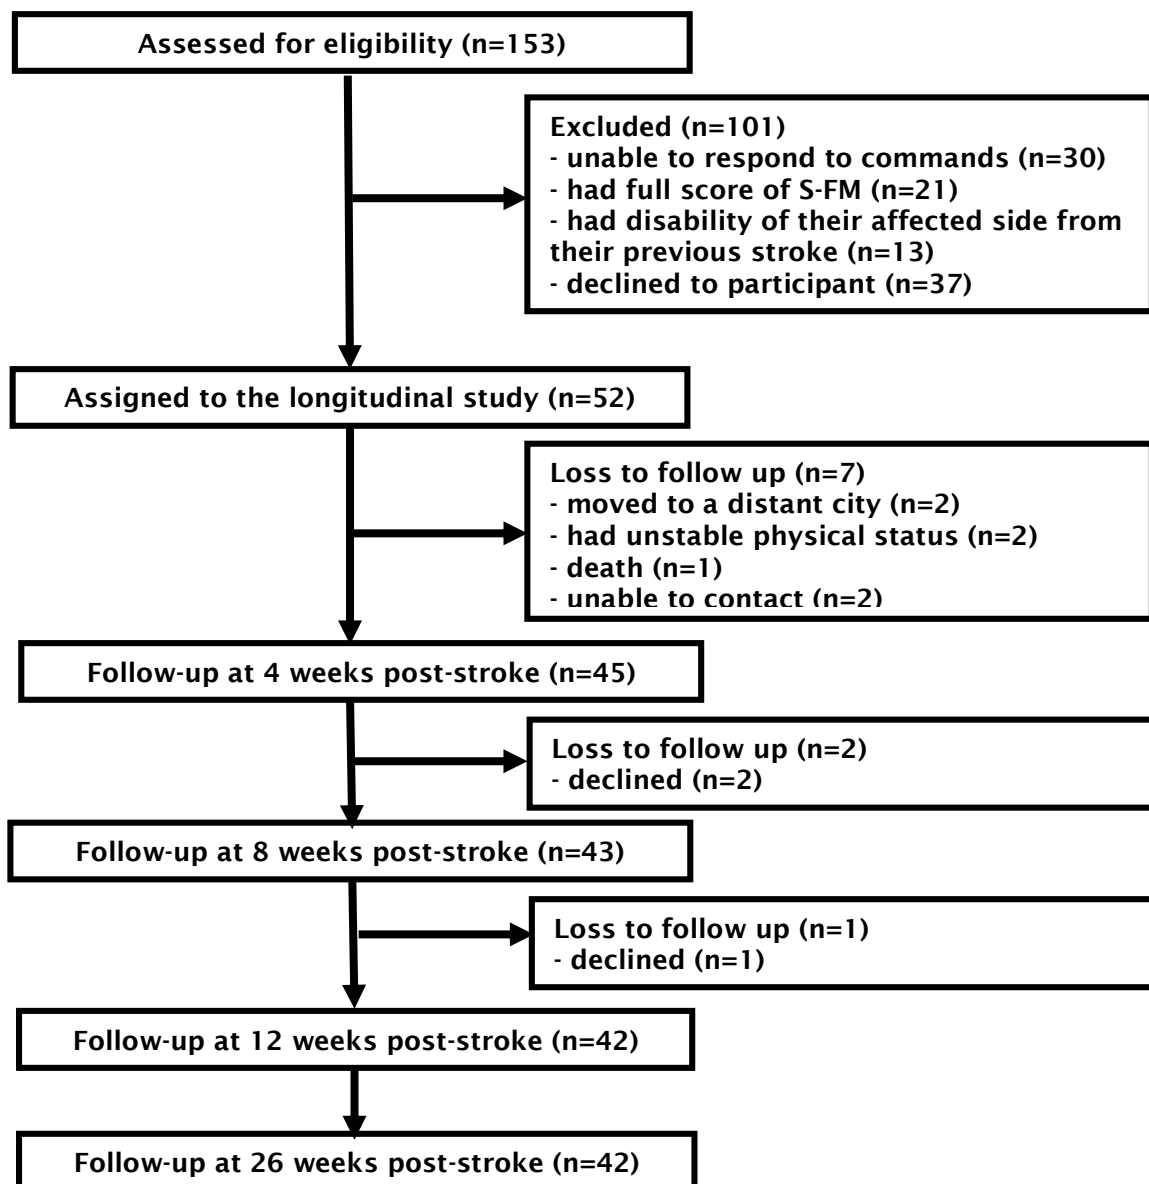 Assessed for eligibility (n=153)
Excluded (n=101)
- unable to respond to commands (n=30)
- had full score of S-FM (n=21)
- had disability of their affected side from
their previous stroke (n=13)
- declined to participant (n=37)
Assigned to the longitudinal study (n=52)
Loss to follow up (n=7)
- moved to a distant city (n=2)
- had unstable physical status (n=2)
- death (n=1)
- unable to contact (n=2)
Follow-up at 4 weeks post-stroke (n=45)
Loss to follow up (n=2)
- declined (n=2)
Follow-up at 8 weeks post-stroke (n=43)
Loss to follow up (n=1)
- declined (n=1)
Follow-up at 12 weeks post-stroke (n=42)
Follow-up at 26 weeks post-stroke (n=42)